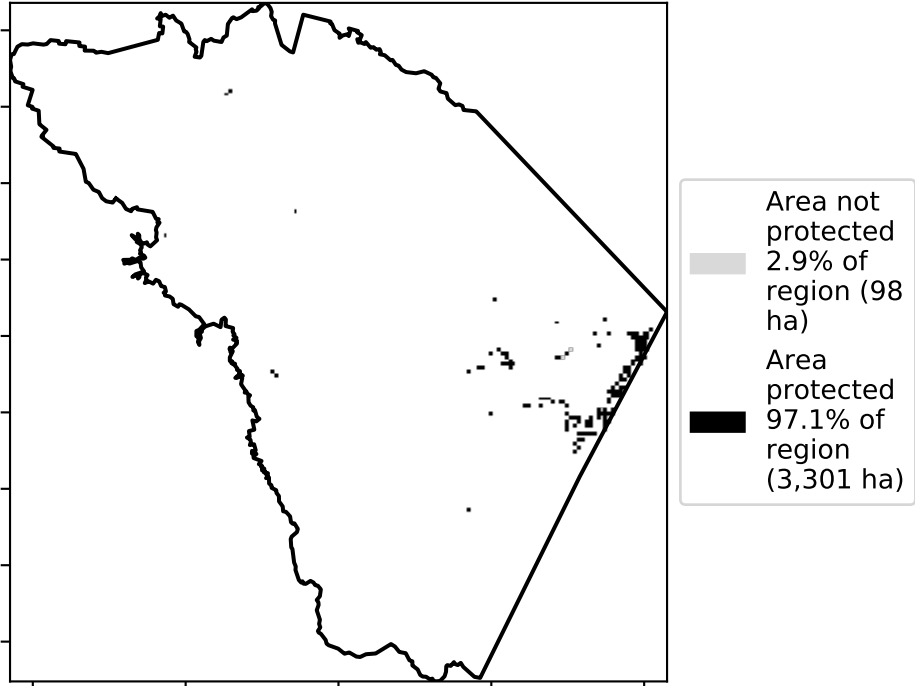 Area not
protected
2.9% of
region (98
ha)
Area
protected
97.1% of
region
(3,301 ha)